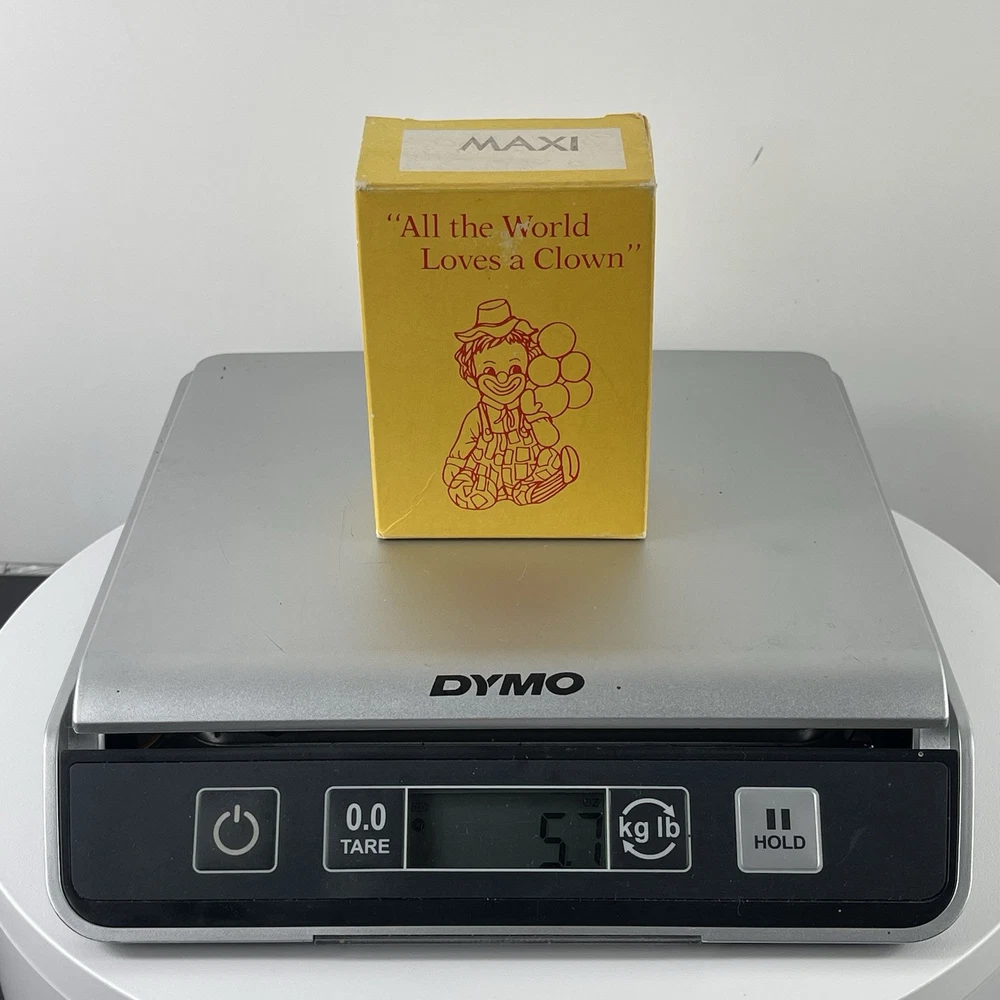 MAXI
“All the World
Loves a Clown”
DYMO
0.0
TARE
5.7
kg lb
HOLD